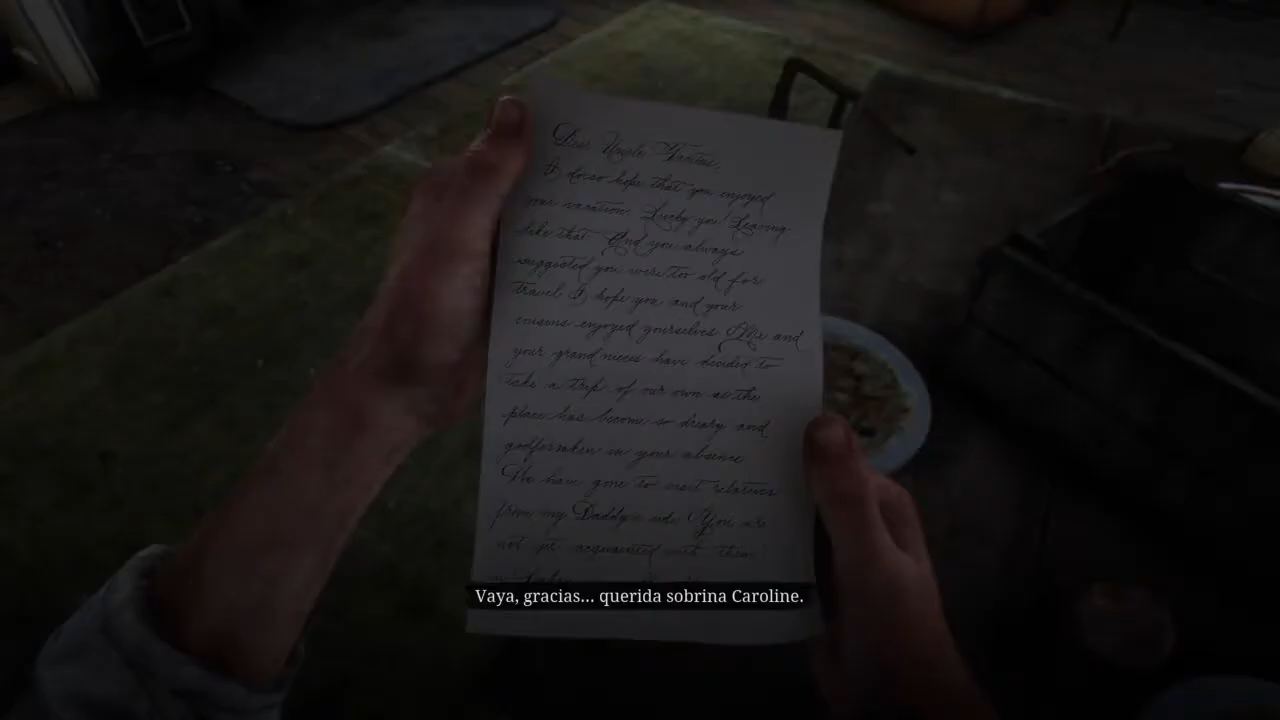 Dear Uncle Tacitus,
I do so hope that you enjoyed
your vacation. Lucky you! Leaving
like that. And you always
suggested you were too old for
travel. I hope you and your
cousins enjoyed yourselves. Me and
your grand nieces have decided to
take a trip of our own as the
place has become so dreary and
godforsaken in your absence.
We have gone to visit relatives
from my Daddy's side. You are
not yet acquainted with them
Vaya, gracias... querida sobrina Caroline.